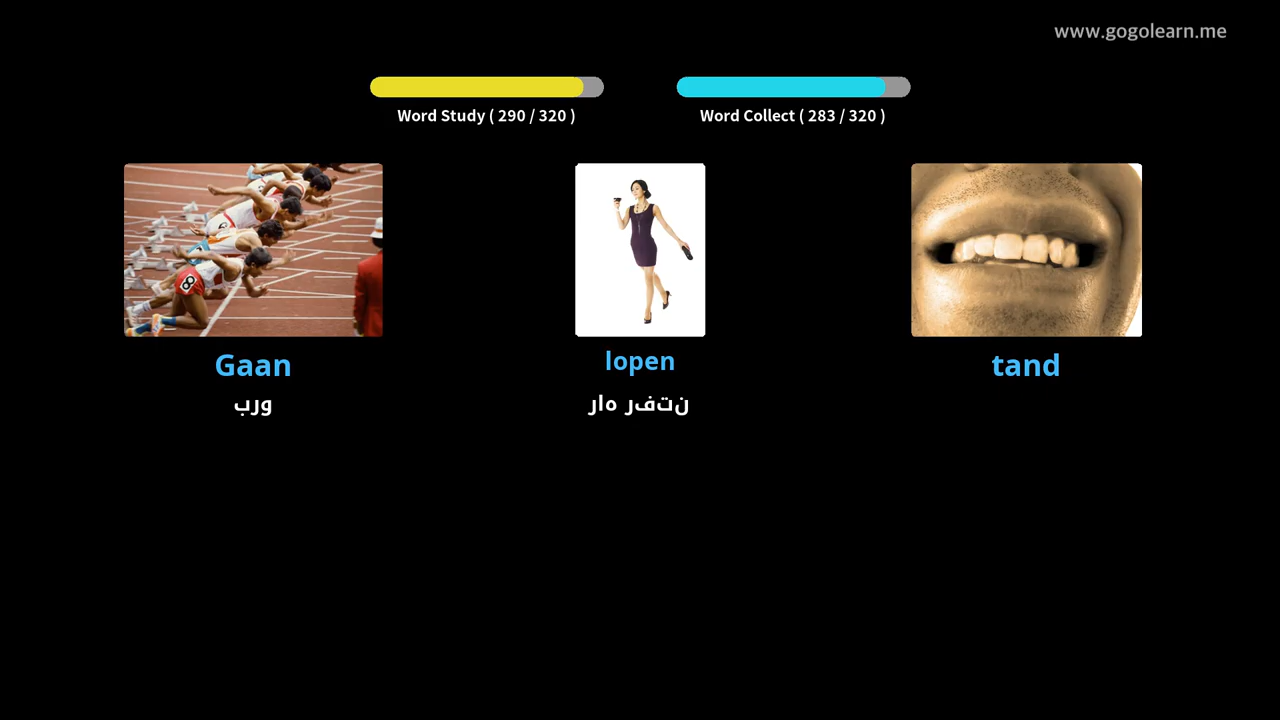 www.gogolearn.me
Word Study ( 290 / 320 )
Word Collect ( 283 / 320 )
Gaan
lopen
tand
ورب
نتفر هار